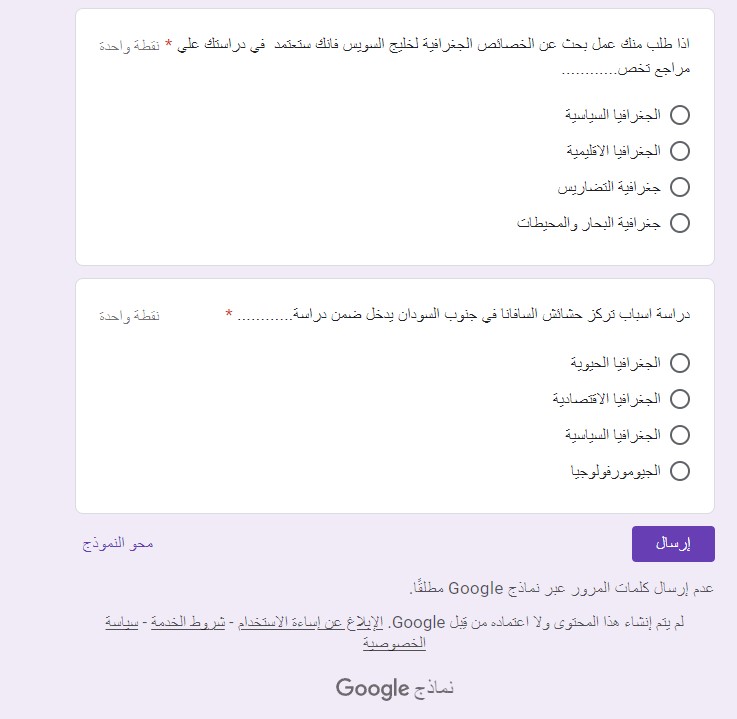 اذا طلب منك عمل بحث عن الخصائص الجغرافية لخليج السويس فانك ستعتمد في دراستك علي * نقطة واحدة
مراجع تخص............
الجغرافيا السياسية
الجغرافيا الاقليمية
جغرافية التضاريس
جغرافية البحار والمحيطات
دراسة اسباب تركز حشائش السافانا في جنوب السودان يدخل ضمن دراسة............ * نقطة واحدة
الجغرافيا الحيوية
الجغرافيا الاقتصادية
الجغرافيا السياسية
الجيومورفولوجيا
إرسال محو النموذج
عدم إرسال كلمات المرور عبر نماذج Google مطلقًا.
لم يتم إنشاء هذا المحتوى ولا اعتماده من قِبل Google. الإبلاغ عن إساءة الاستخدام - شروط الخدمة - سياسة
الخصوصية
نماذج Google